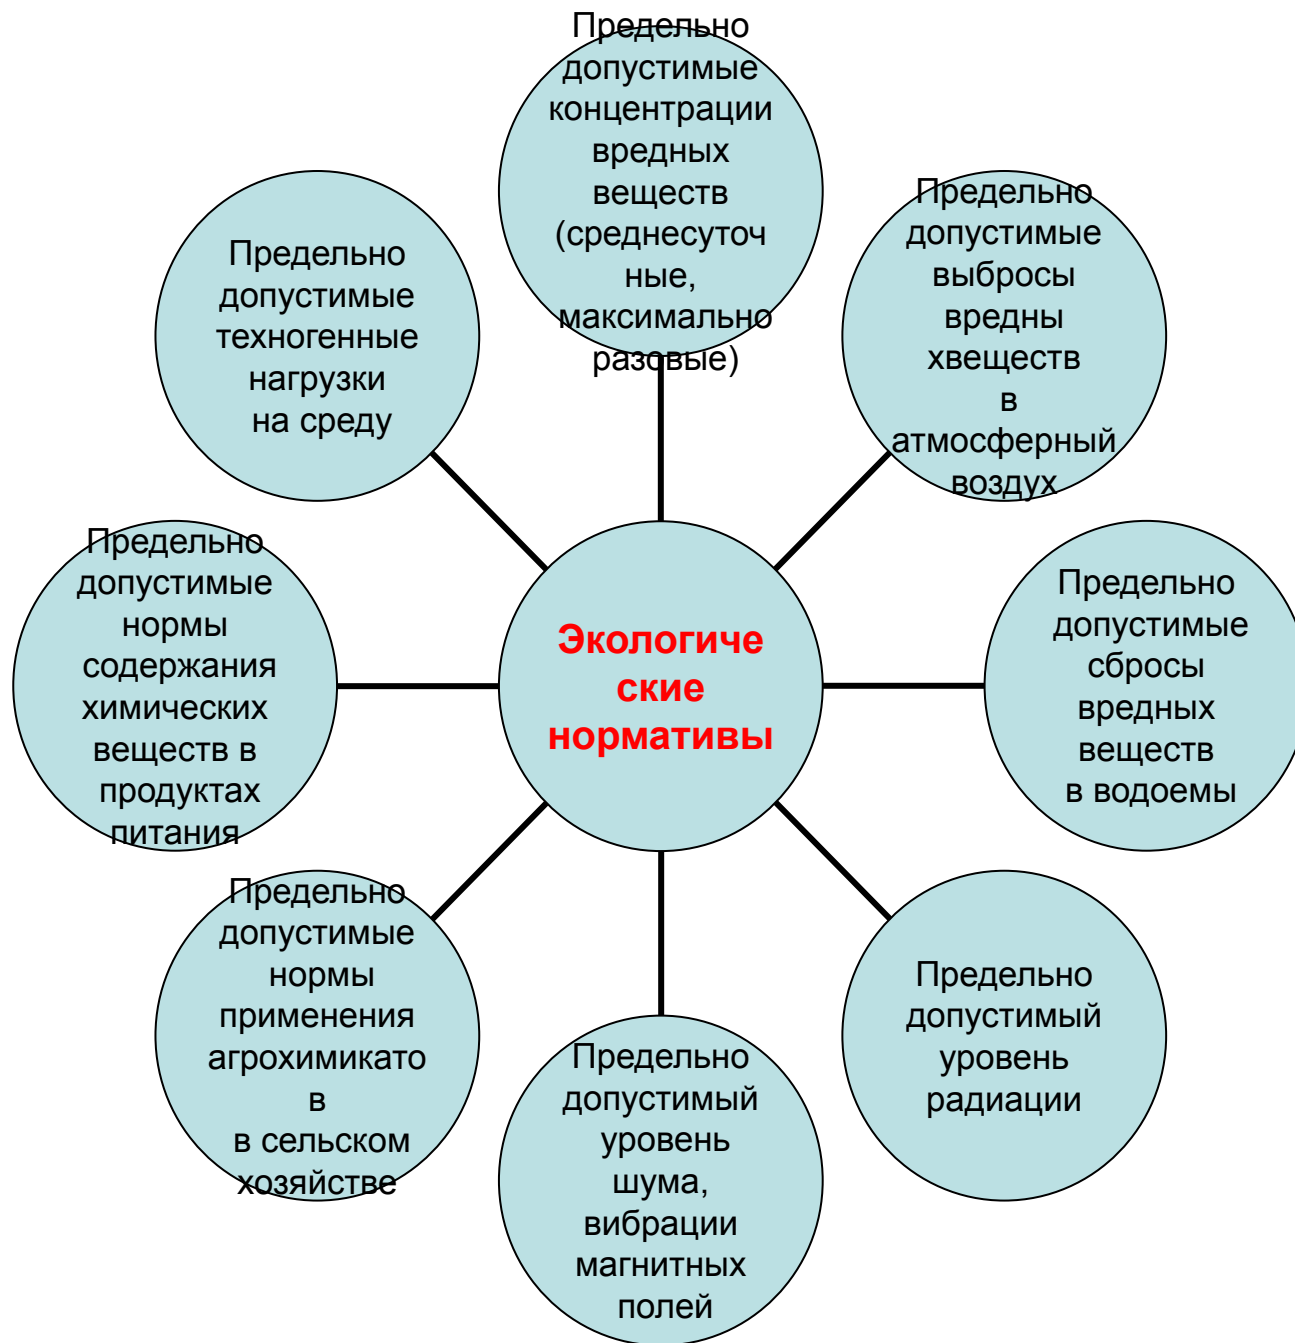 Предельно
допустимые
концентрации
вредных
веществ
(среднесуточ
ные,
максимально
разовые)
Предельно
допустимые
выбросы
вредны
хвеществ
в
атмосферный
воздух
Предельно
допустимые
сбросы
вредных
веществ
в водоемы
Предельно
допустимый
уровень
радиации
Предельно
допустимый
уровень
шума,
вибрации
магнитных
полей
Предельно
допустимые
нормы
применения
агрохимикато
в
в сельском
хозяйстве
Предельно
допустимые
нормы
содержания
химических
веществ в
продуктах
питания
Предельно
допустимые
техногенные
нагрузки
на среду
Экологиче
ские
нормативы